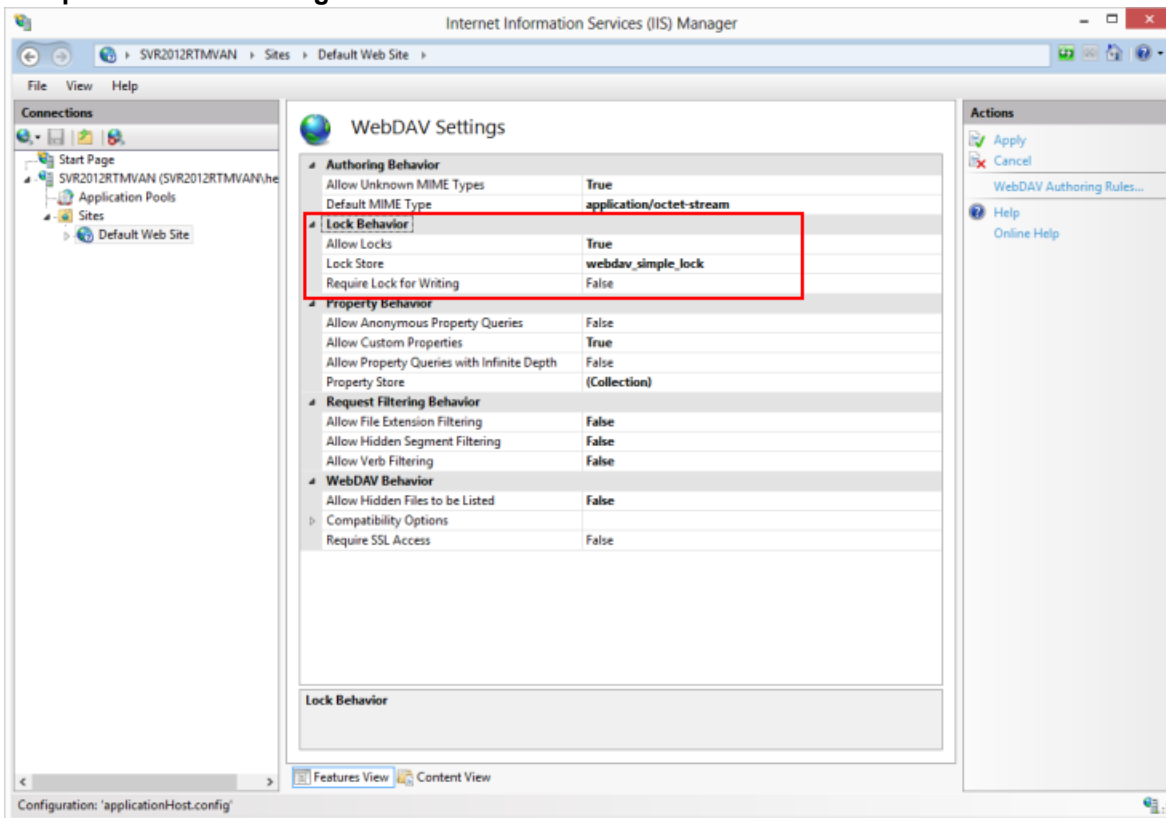 Internet Information Services (IIS) Manager
SVR2012RTMVAN Sites Default Web Site
File View Help
Connections
Start Page
SVR2012RTMVAN (SVR2012RTMVAN\he
Application Pools
Sites
Default Web Site
WebDAV Settings
Authoring Behavior
Allow Unknown MIME Types True
Default MIME Type application/octet-stream
Lock Behavior
Allow Locks True
Lock Store webdav_simple_lock
Require Lock for Writing False
Property Behavior
Allow Anonymous Property Queries False
Allow Custom Properties True
Allow Property Queries with Infinite Depth False
Property Store (Collection)
Request Filtering Behavior
Allow File Extension Filtering False
Allow Hidden Segment Filtering False
Allow Verb Filtering False
WebDAV Behavior
Allow Hidden Files to be Listed False
Compatibility Options
Require SSL Access False
Lock Behavior
Features View Content View
Actions
Apply
Cancel
WebDAV Authoring Rules...
Help
Online Help
Configuration: 'applicationHost.config'